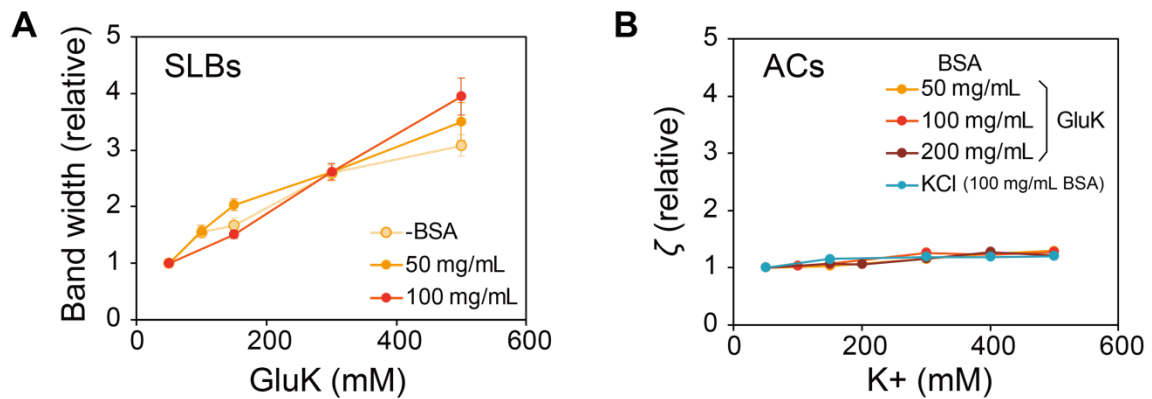 A
SLBs
Band width (relative)
5
4
3
2
1
0
0
200
400
600
GluK (mM)
-BSA
50 mg/mL
100 mg/mL
B
ACs
ζ (relative)
5
4
3
2
1
0
0
200
400
600
K+ (mM)
BSA
50 mg/mL
100 mg/mL
200 mg/mL
GluK
KCl (100 mg/mL BSA)